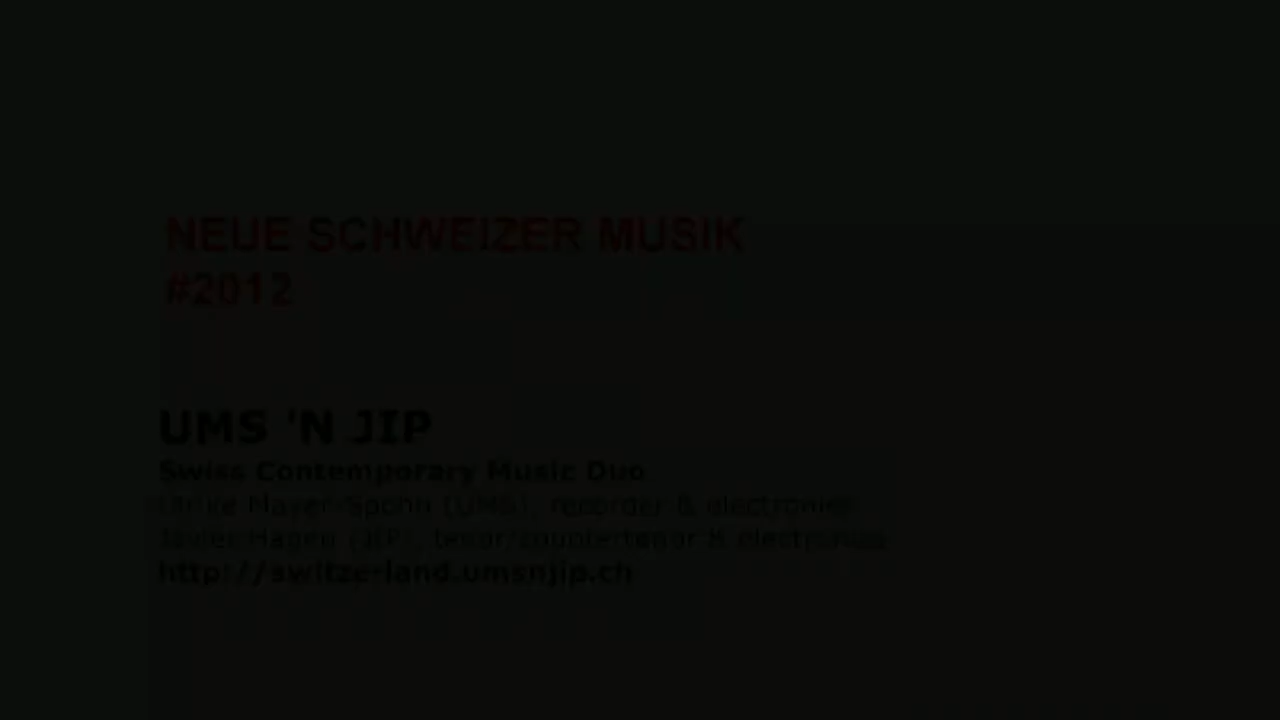 NEUE SCHWEIZER MUSIK
#2012
UMS 'N JIP
Swiss Contemporary Music Duo
Ulrike Mayer-Spohn (UMS), recorder & electronics
Javier Hagen (JIP), tenor/countertenor & electronics
http://switzerland.umsnjip.ch